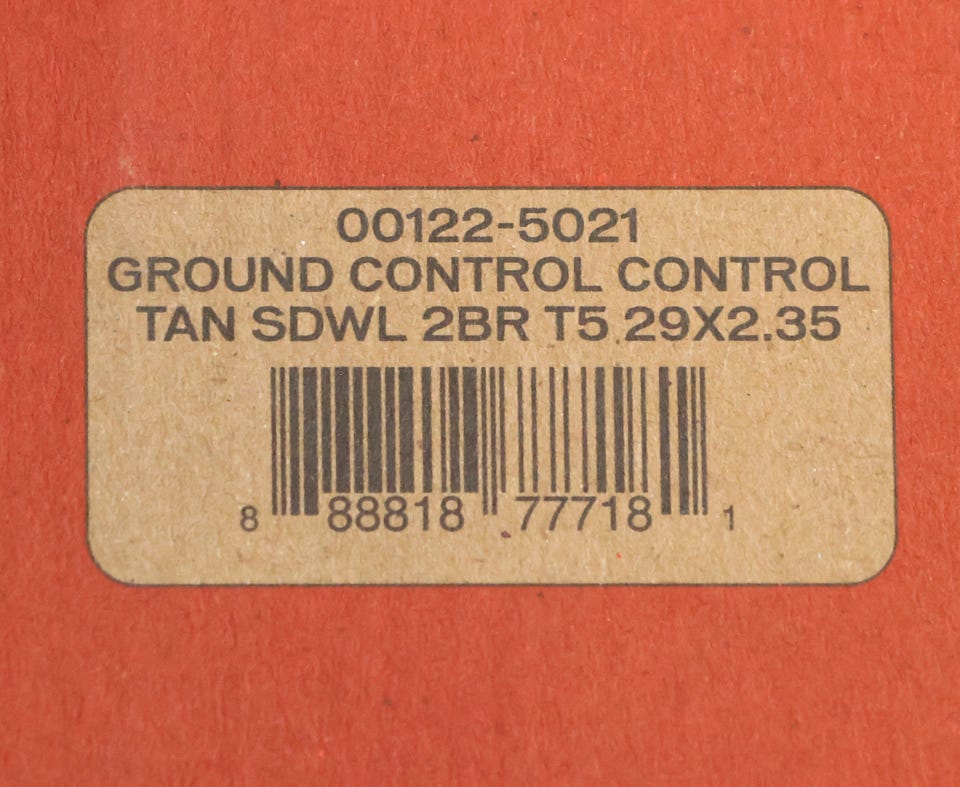 00122-5021
GROUND CONTROL CONTROL
TAN SDWL 2BR T5 29X2.35
8 88818 77718 1